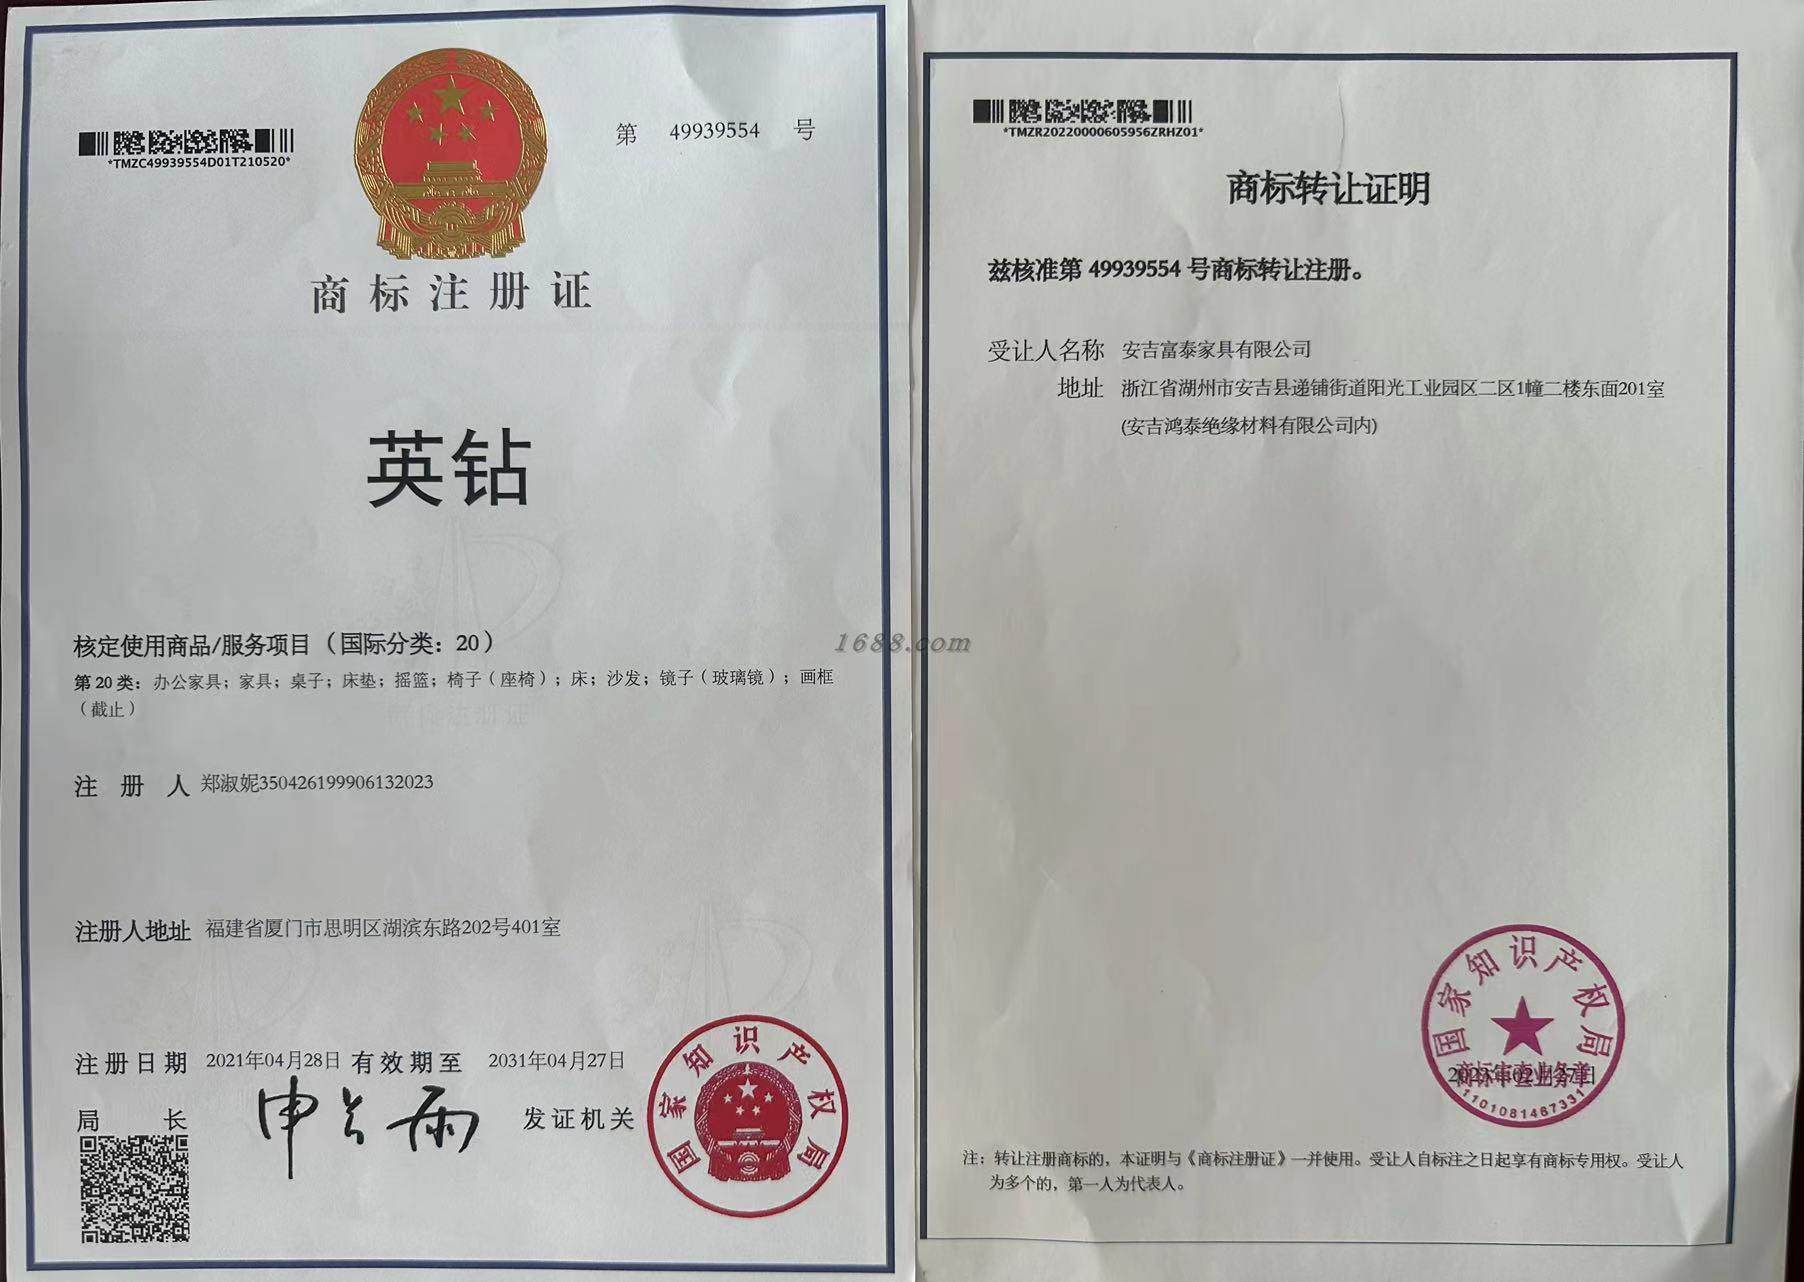 *TMZC49939554D01T210520*
第 49939554 号
商标注册证
英钻
核定使用商品/服务项目（国际分类：20）
第20类：办公家具；家具；桌子；床垫；摇篮；椅子（座椅）；床；沙发；镜子（玻璃镜）；画框
（截止）
注册人 郑淑妮350426199906132023
注册人地址 福建省厦门市思明区湖滨东路202号401室
注册日期 2021年04月28日 有效期至 2031年04月27日
局长 申长雨 发证机关
国家知识产权局
1688.com
*TMZR20220000605956ZRHZ01*
商标转让证明
兹核准第 49939554 号商标转让注册。
受让人名称 安吉富泰家具有限公司
地址 浙江省湖州市安吉县递铺街道阳光工业园区二区1幢二楼东面201室
(安吉鸿泰绝缘材料有限公司内)
国家知识产权局
商标审查业务章
1101081467331
注：转让注册商标的，本证明与《商标注册证》一并使用。受让人自标注之日起享有商标专用权。受让人
为多个的，第一人为代表人。